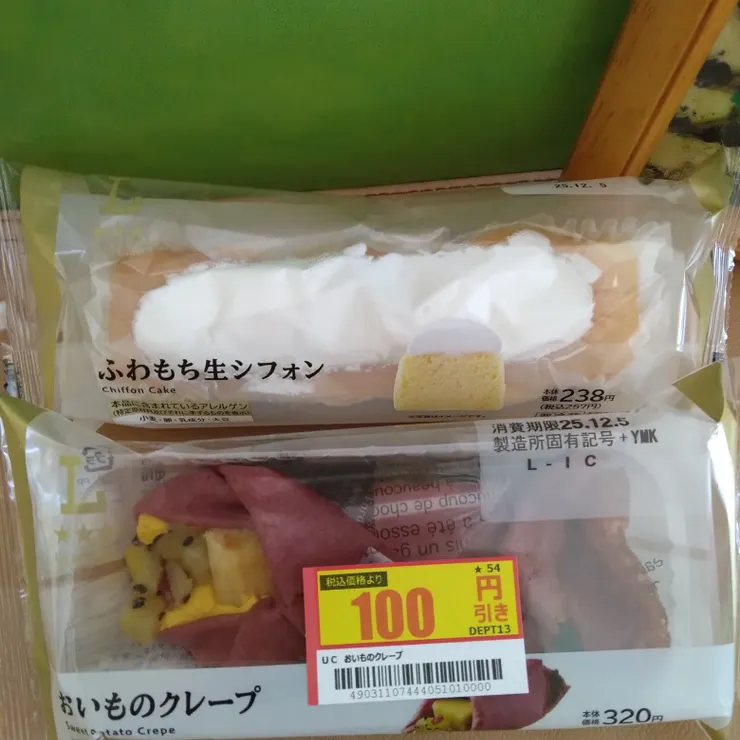 25.12. 5
ふわもち生シフォン
Chiffon Cake
本品に含まれているアレルゲン
小麦・卵・乳成分・大豆
本体
価格 238円
(税込257円)
消費期限25.12.5
製造所固有記号+YMK
L-IC
税込価格より
★54
100円引き
DEPT13
UC おいものクレープ
49031107444051010000
おいものクレープ
Sweet Potato Crepe
本体
価格 320円